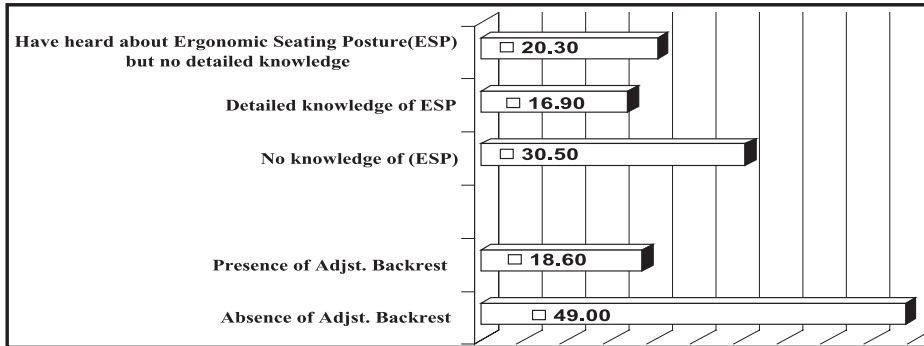 Have heard about Ergonomic Seating Posture(ESP)
but no detailed knowledge
20.30
Detailed knowledge of ESP
16.90
No knowledge of (ESP)
30.50
Presence of Adjst. Backrest
18.60
Absence of Adjst. Backrest
49.00